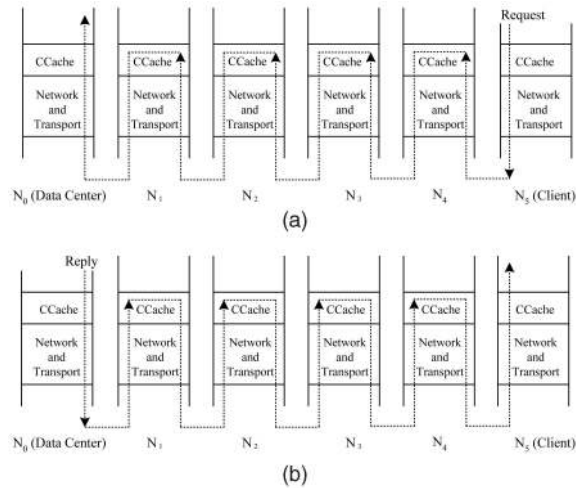 Request
CCache CCache CCache CCache CCache CCache
Network Network Network Network Network Network
and and and and and and
Transport Transport Transport Transport Transport Transport
N0 (Data Center) N1 N2 N3 N4 N5 (Client)
(a)
Reply
CCache CCache CCache CCache CCache CCache
Network Network Network Network Network Network
and and and and and and
Transport Transport Transport Transport Transport Transport
N0 (Data Center) N1 N2 N3 N4 N5 (Client)
(b)